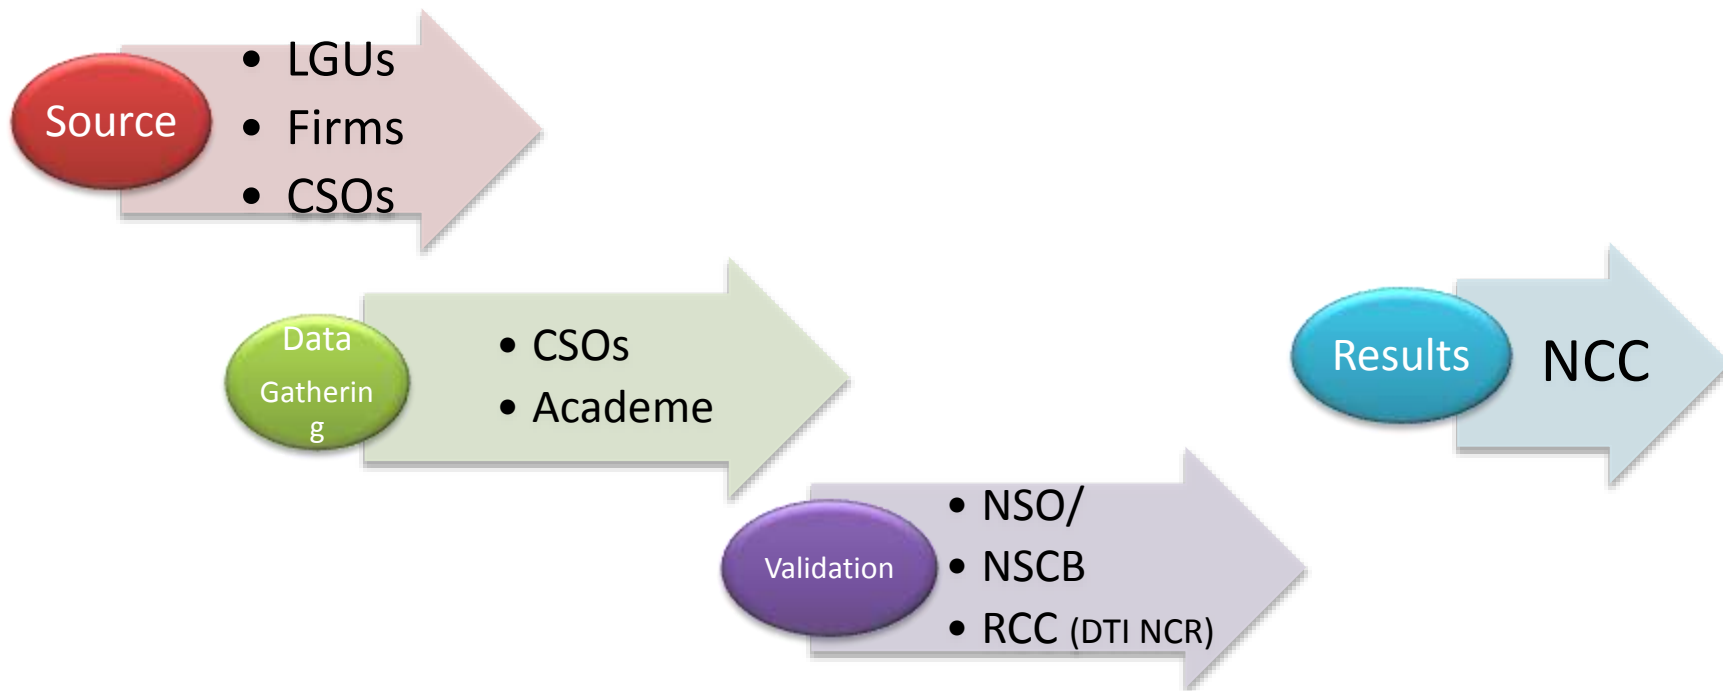 Source
• LGUs
• Firms
• CSOs
Data
Gatherin
g
• CSOs
• Academe
Validation
• NSO/
• NSCB
• RCC (DTI NCR)
Results
NCC